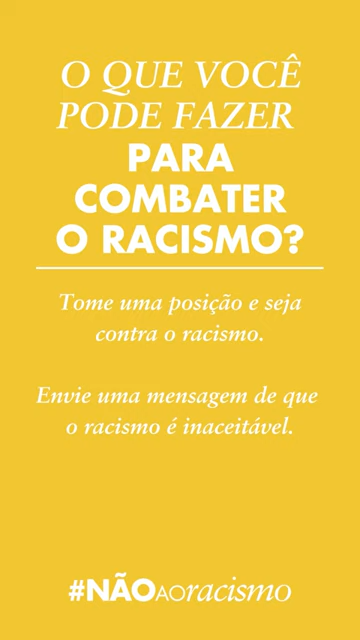 O QUE VOCÊ
PODE FAZER
PARA
COMBATER
O RACISMO?
Tome uma posição e seja
contra o racismo.
Envie uma mensagem de que
o racismo é inaceitável.
#NÃOAOracismo